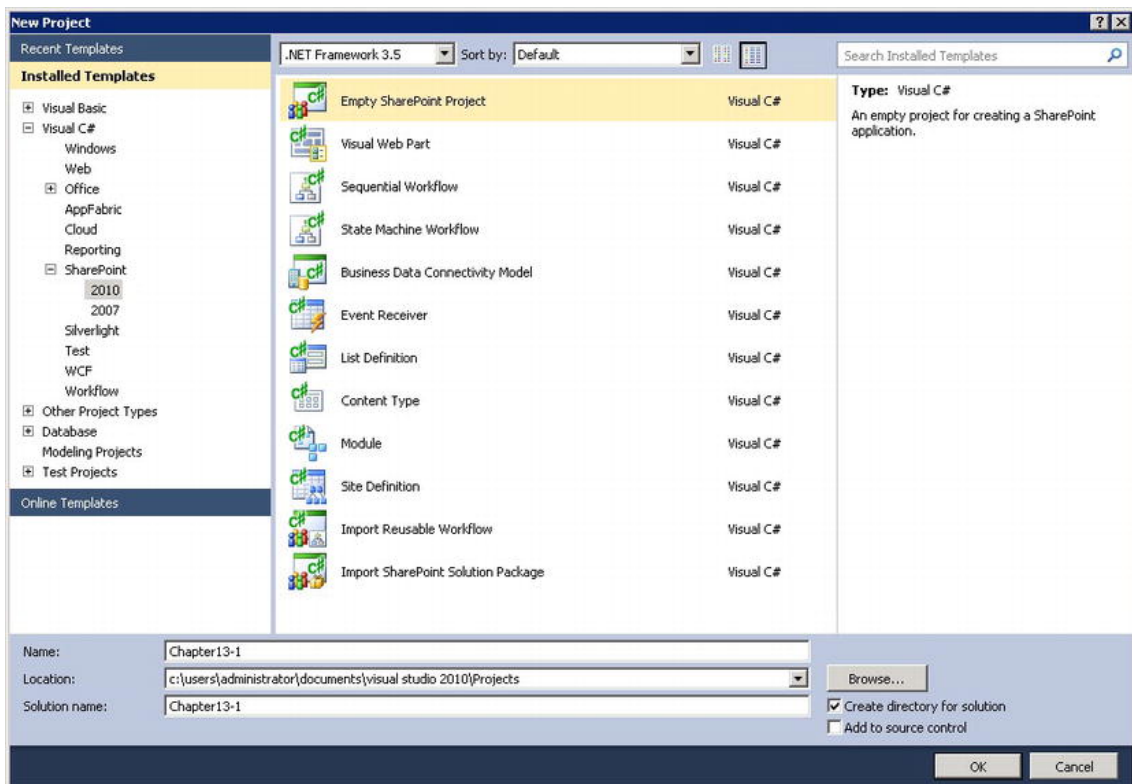 New Project
Recent Templates
Installed Templates
Visual Basic
Visual C#
Windows
Web
Office
AppFabric
Cloud
Reporting
SharePoint
2010
2007
Silverlight
Test
WCF
Workflow
Other Project Types
Database
Modeling Projects
Test Projects
Online Templates
.NET Framework 3.5 Sort by: Default
Empty SharePoint Project Visual C#
Visual Web Part Visual C#
Sequential Workflow Visual C#
State Machine Workflow Visual C#
Business Data Connectivity Model Visual C#
Event Receiver Visual C#
List Definition Visual C#
Content Type Visual C#
Module Visual C#
Site Definition Visual C#
Import Reusable Workflow Visual C#
Import SharePoint Solution Package Visual C#
Search Installed Templates
Type: Visual C#
An empty project for creating a SharePoint
application.
Name: Chapter13-1
Location: c:\users\administrator\documents\visual studio 2010\Projects Browse...
Solution name: Chapter13-1 Create directory for solution
Add to source control
OK Cancel